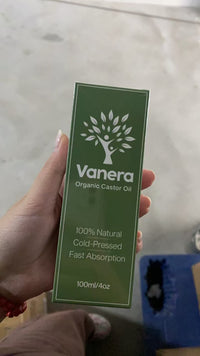 Vanera
Organic Castor Oil
100% Natural
Cold-Pressed
Fast Absorption
100ml/4oz